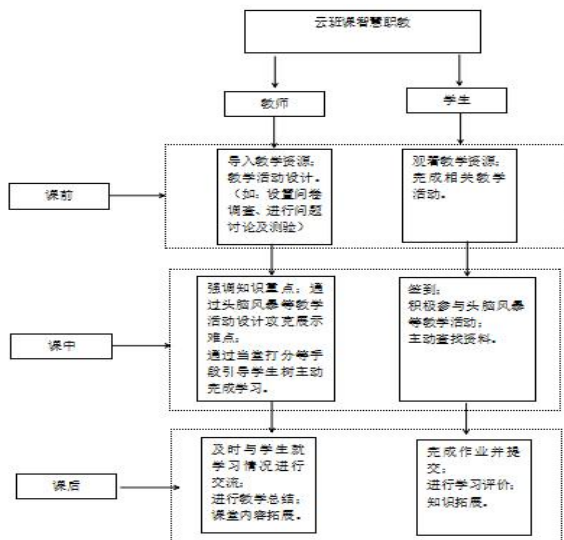 云班课智慧职教
教师
学生
课前
导入教学资源；
教学活动设计。
（如：设置问卷
调查、进行问题
讨论及测验）
观看教学资源；
完成相关教学
活动。
课中
强调知识重点；通
过头脑风暴等教学
活动设计攻克展示
难点；
通过当堂打分等手
段引导学生树主动
完成学习。
签到；
积极参与头脑风暴
等教学活动；
主动查找资料。
课后
及时与学生就
学习情况进行
交流；
进行教学总结；
课堂内容拓展。
完成作业并提
交；
进行学习评价；
知识拓展。